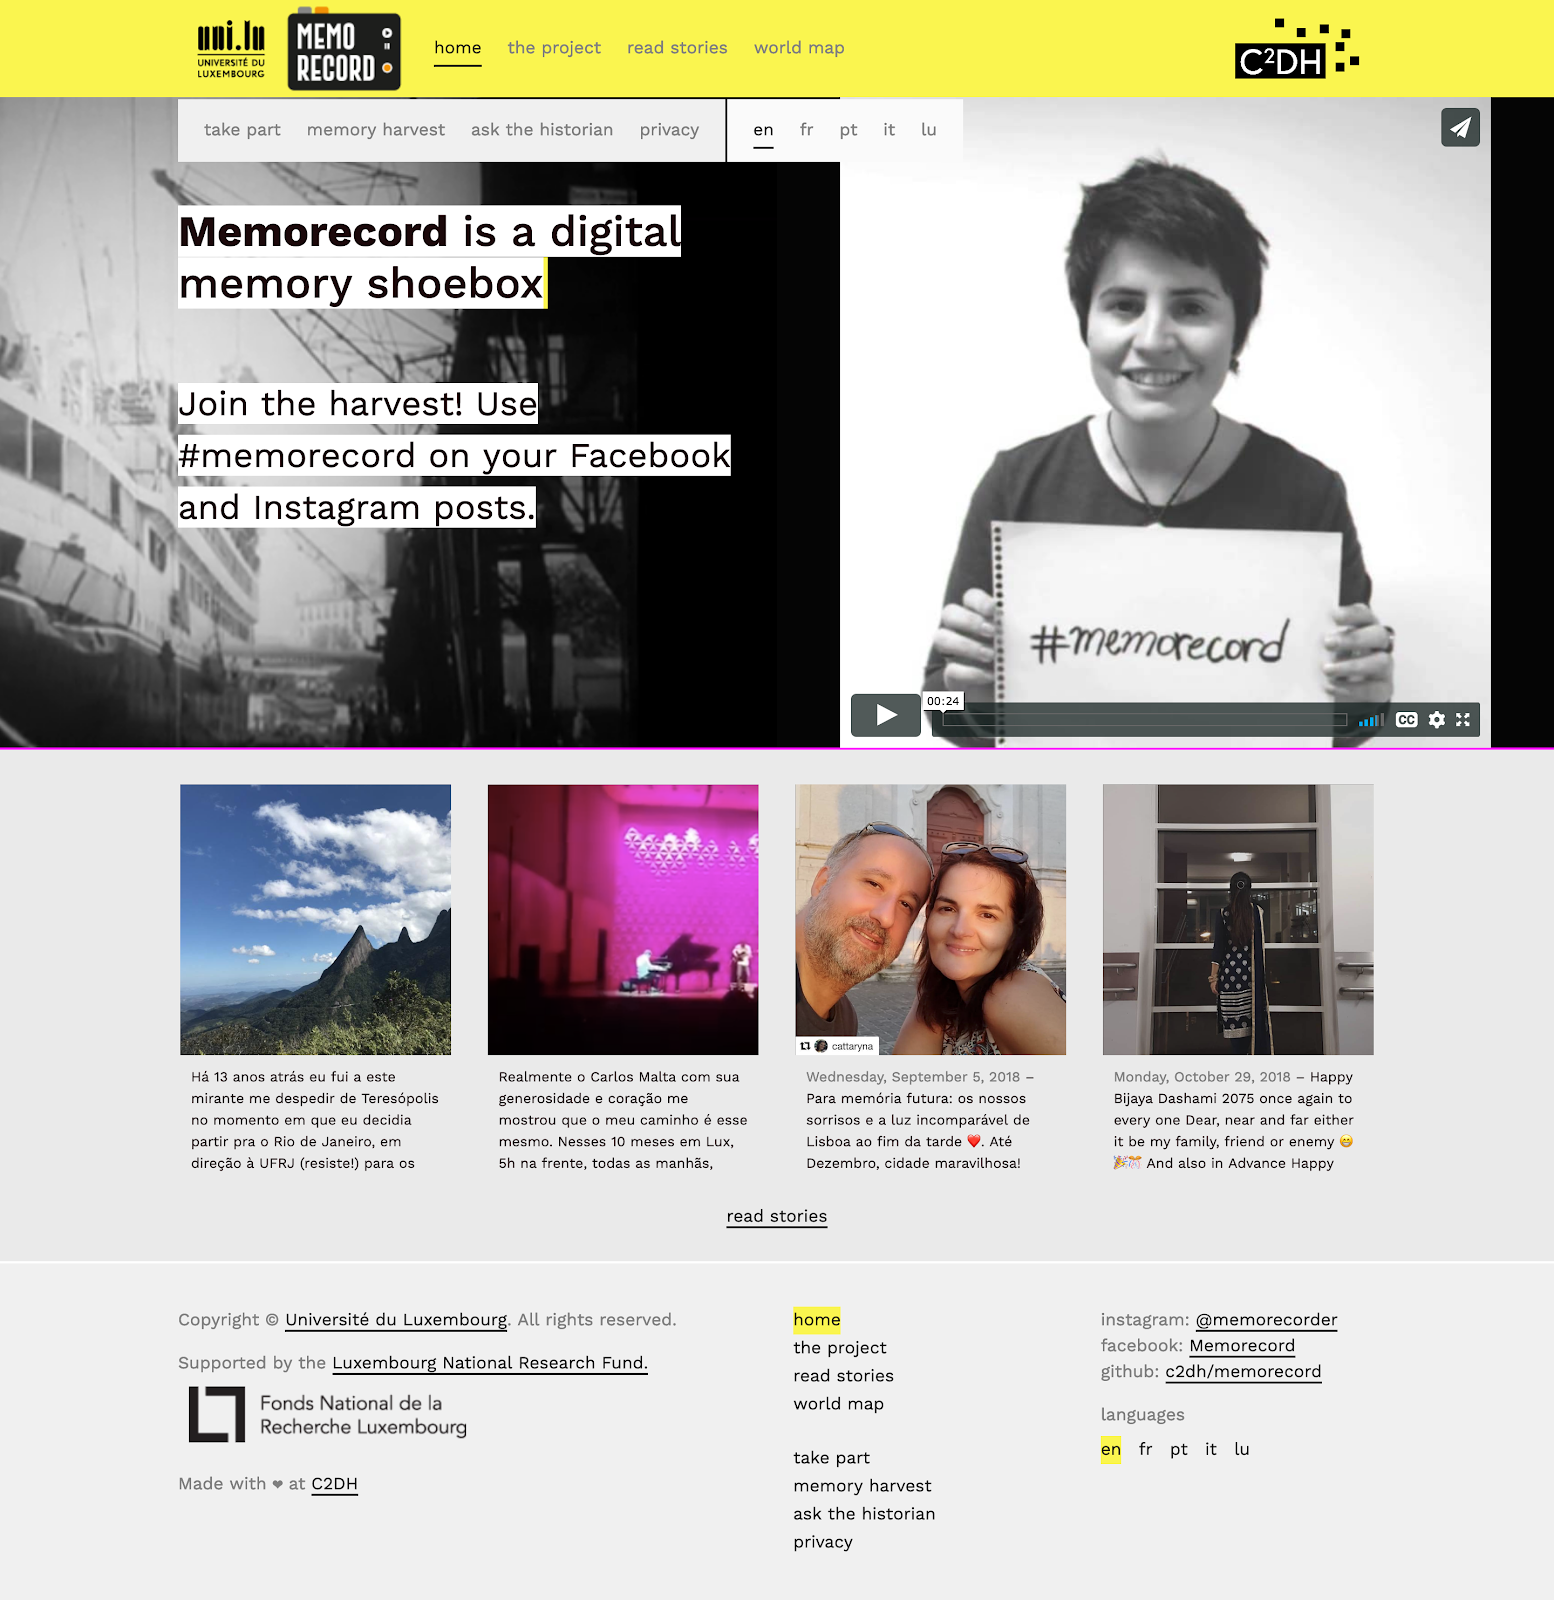 uni.lu
UNIVERSITÉ DU
LUXEMBOURG
MEMO
RECORD
home the project read stories world map
C²DH
take part memory harvest ask the historian privacy
en fr pt it lu
Memorecord is a digital
memory shoebox
Join the harvest! Use
#memorecord on your Facebook
and Instagram posts.
#memorecord
00:24
CC
cattaryna
Há 13 anos atrás eu fui a este
mirante me despedir de Teresópolis
no momento em que eu decidia
partir pra o Rio de Janeiro, em
direção à UFRJ (resiste!) para os
Realmente o Carlos Malta com sua
generosidade e coração me
mostrou que o meu caminho é esse
mesmo. Nesses 10 meses em Lux,
5h na frente, todas as manhãs,
Wednesday, September 5, 2018 –
Para memória futura: os nossos
sorrisos e a luz incomparável de
Lisboa ao fim da tarde ❤️. Até
Dezembro, cidade maravilhosa!
Monday, October 29, 2018 – Happy
Bijaya Dashami 2075 once again to
every one Dear, near and far either
it be my family, friend or enemy 😁
🎉🎊 And also in Advance Happy
read stories
Copyright © Université du Luxembourg. All rights reserved.
Supported by the Luxembourg National Research Fund.
Fonds National de la
Recherche Luxembourg
Made with ❤ at C2DH
home
the project
read stories
world map
take part
memory harvest
ask the historian
privacy
instagram: @memorecorder
facebook: Memorecord
github: c2dh/memorecord
languages
en fr pt it lu